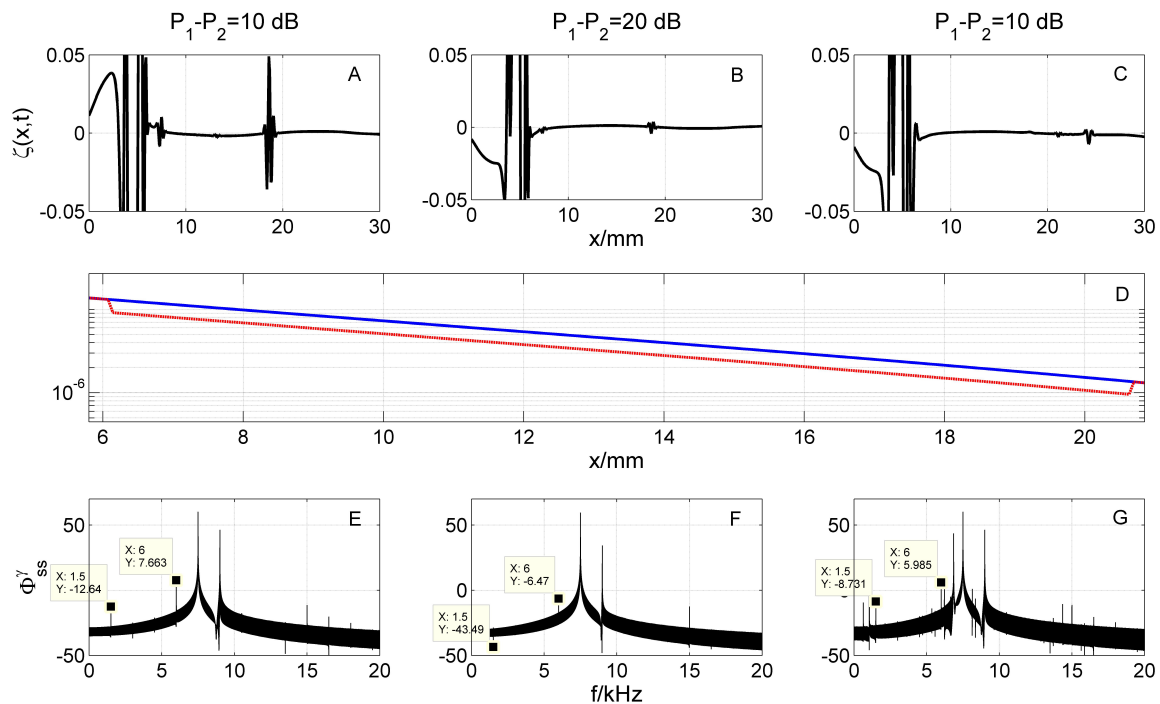 P₁-P₂=10 dB
P₁-P₂=20 dB
P₁-P₂=10 dB
0.05
0
-0.05
ζ(x,t)
A
0 10 20 30
0.05
0
-0.05
B
0 10 20 30
x/mm
0.05
0
-0.05
C
0 10 20 30
D
10⁻⁶
6 8 10 12 14 16 18 20
x/mm
50
0
-50
Φᵞss
E
X: 6
Y: 7.663
X: 1.5
Y: -12.64
0 5 10 15 20
50
0
-50
F
X: 6
Y: -6.47
X: 1.5
Y: -43.49
0 5 10 15 20
f/kHz
50
0
-50
G
X: 6
Y: 5.985
X: 1.5
Y: -8.731
0 5 10 15 20